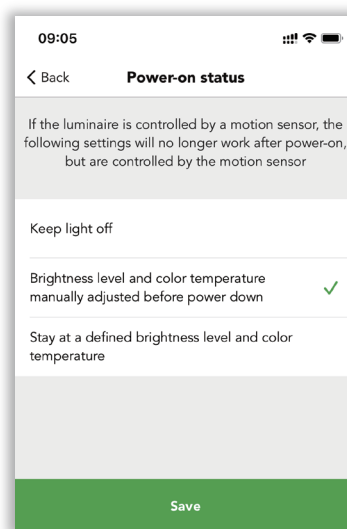 09:05
Back Power-on status
If the luminaire is controlled by a motion sensor, the
following settings will no longer work after power-on,
but are controlled by the motion sensor
Keep light off
Brightness level and color temperature
manually adjusted before power down
Stay at a defined brightness level and color
temperature
Save